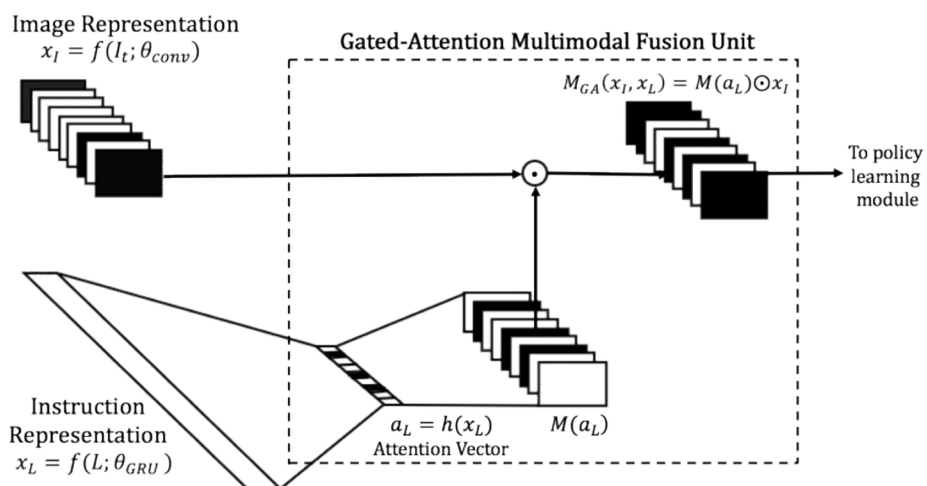 Image Representation
x_I = f(I_t; θ_conv)
Gated-Attention Multimodal Fusion Unit
M_GA(x_I, x_L) = M(a_L)⊙x_I
To policy
learning
module
Instruction
Representation
x_L = f(L; θ_GRU)
a_L = h(x_L)
Attention Vector
M(a_L)